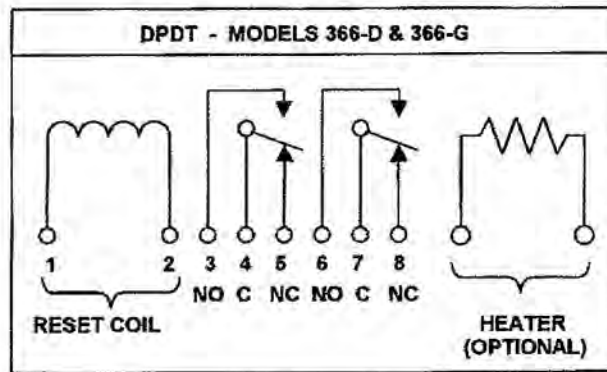 DPDT - MODELS 366-D & 366-G
1 2 3 4 5 6 7 8
NO C NC NO C NC
RESET COIL
HEATER
(OPTIONAL)